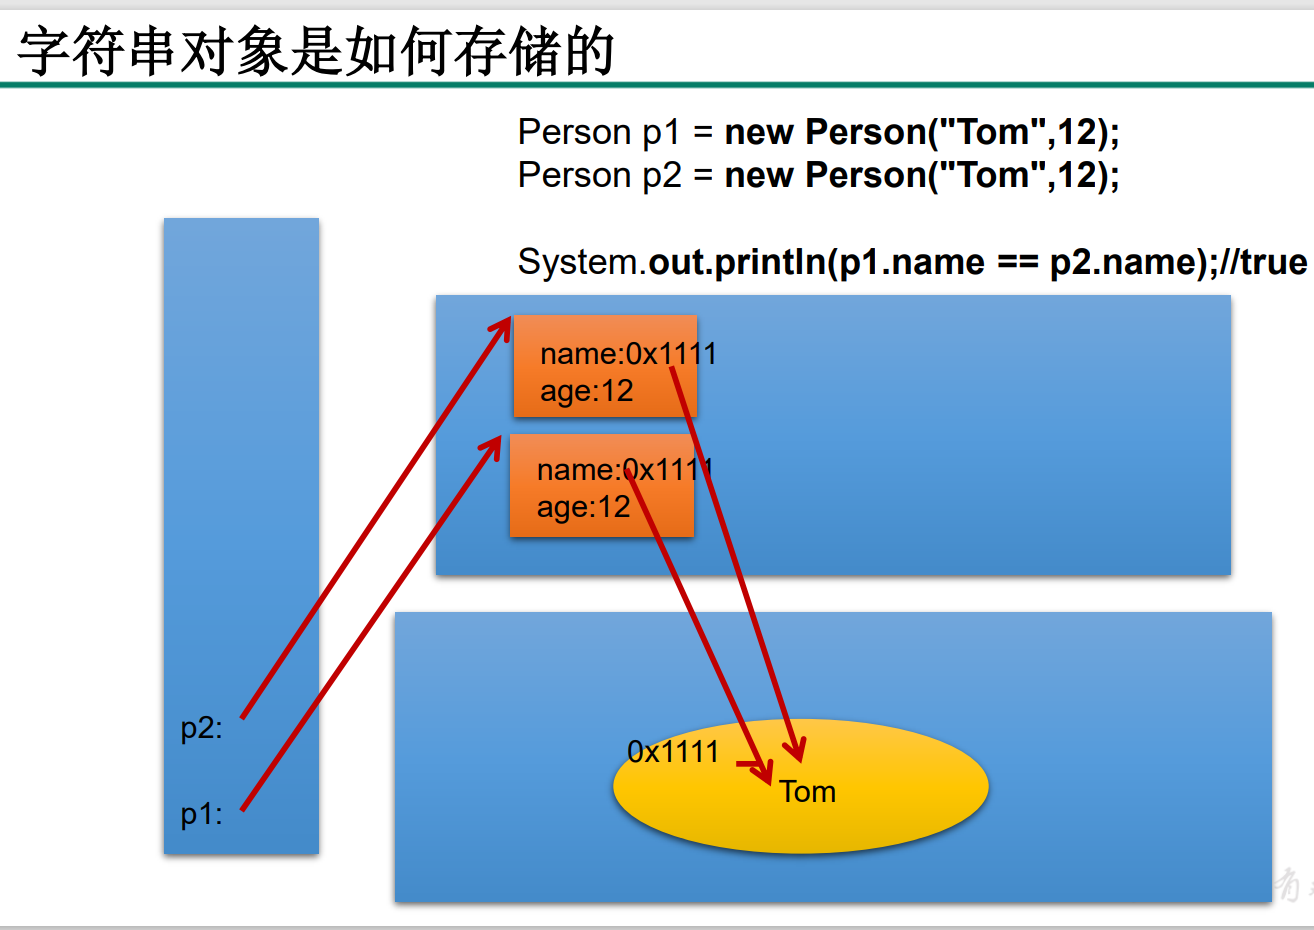 字符串对象是如何存储的
Person p1 = new Person("Tom",12);
Person p2 = new Person("Tom",12);
System.out.println(p1.name == p2.name);//true
name:0x1111
age:12
name:0x1111
age:12
p2:
p1:
0x1111
Tom